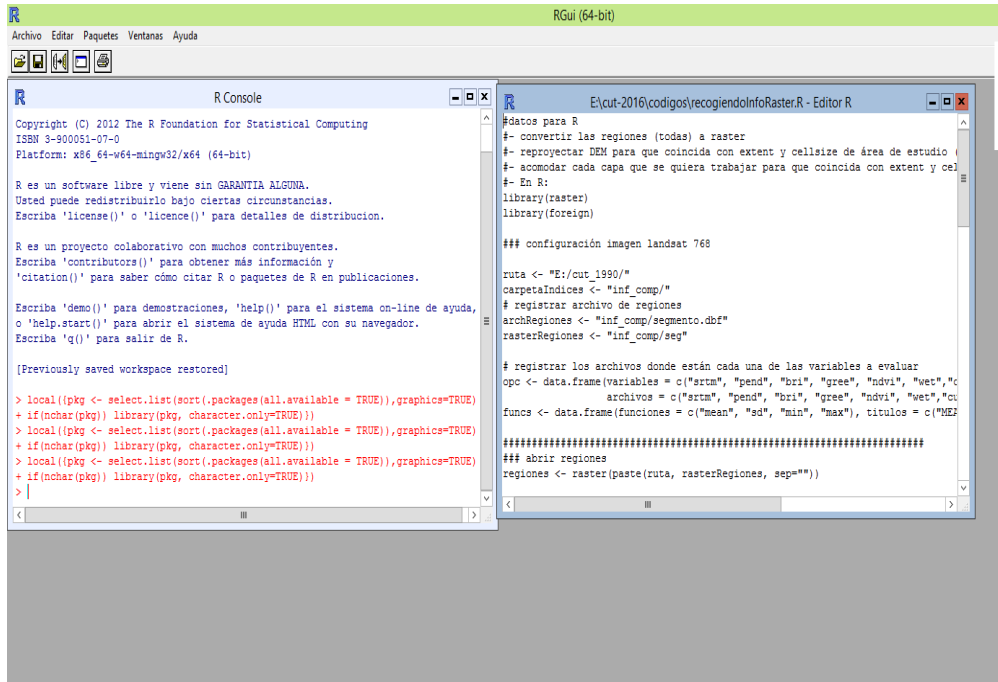 RGui (64-bit)
Archivo Editar Paquetes Ventanas Ayuda
R Console
Copyright (C) 2012 The R Foundation for Statistical Computing
ISBN 3-900051-07-0
Platform: x86_64-w64-mingw32/x64 (64-bit)
R es un software libre y viene sin GARANTIA ALGUNA.
Usted puede redistribuirlo bajo ciertas circunstancias.
Escriba 'license()' o 'licence()' para detalles de distribucion.
R es un proyecto colaborativo con muchos contribuyentes.
Escriba 'contributors()' para obtener más información y
'citation()' para saber cómo citar R o paquetes de R en publicaciones.
Escriba 'demo()' para demostraciones, 'help()' para el sistema on-line de ayuda,
o 'help.start()' para abrir el sistema de ayuda HTML con su navegador.
Escriba 'q()' para salir de R.
[Previously saved workspace restored]
> local({pkg <- select.list(sort(.packages(all.available = TRUE)),graphics=TRUE)
+ if(nchar(pkg)) library(pkg, character.only=TRUE)})
> local({pkg <- select.list(sort(.packages(all.available = TRUE)),graphics=TRUE)
+ if(nchar(pkg)) library(pkg, character.only=TRUE)})
> local({pkg <- select.list(sort(.packages(all.available = TRUE)),graphics=TRUE)
+ if(nchar(pkg)) library(pkg, character.only=TRUE)})
>
E:\cut-2016\codigos\recogiendoInfoRaster.R - Editor R
#datos para R
#- convertir las regiones (todas) a raster
#- reproyectar DEM para que coincida con extent y cellsize de área de estudio (
#- acomodar cada capa que se quiera trabajar para que coincida con extent y cel
#- En R:
library(raster)
library(foreign)
### configuración imagen landsat 768
ruta <- "E:/cut_1990/"
carpetaIndices <- "inf_comp/"
# registrar archivo de regiones
archRegiones <- "inf_comp/segmento.dbf"
rasterRegiones <- "inf_comp/seg"
# registrar los archivos donde están cada una de las variables a evaluar
opc <- data.frame(variables = c("srtm", "pend", "bri", "gree", "ndvi", "wet","c
archivos = c("srtm", "pend", "bri", "gree", "ndvi", "wet","cu
funcs <- data.frame(funciones = c("mean", "sd", "min", "max"), titulos = c("MEA
#########################################################################
### abrir regiones
regiones <- raster(paste(ruta, rasterRegiones, sep=""))